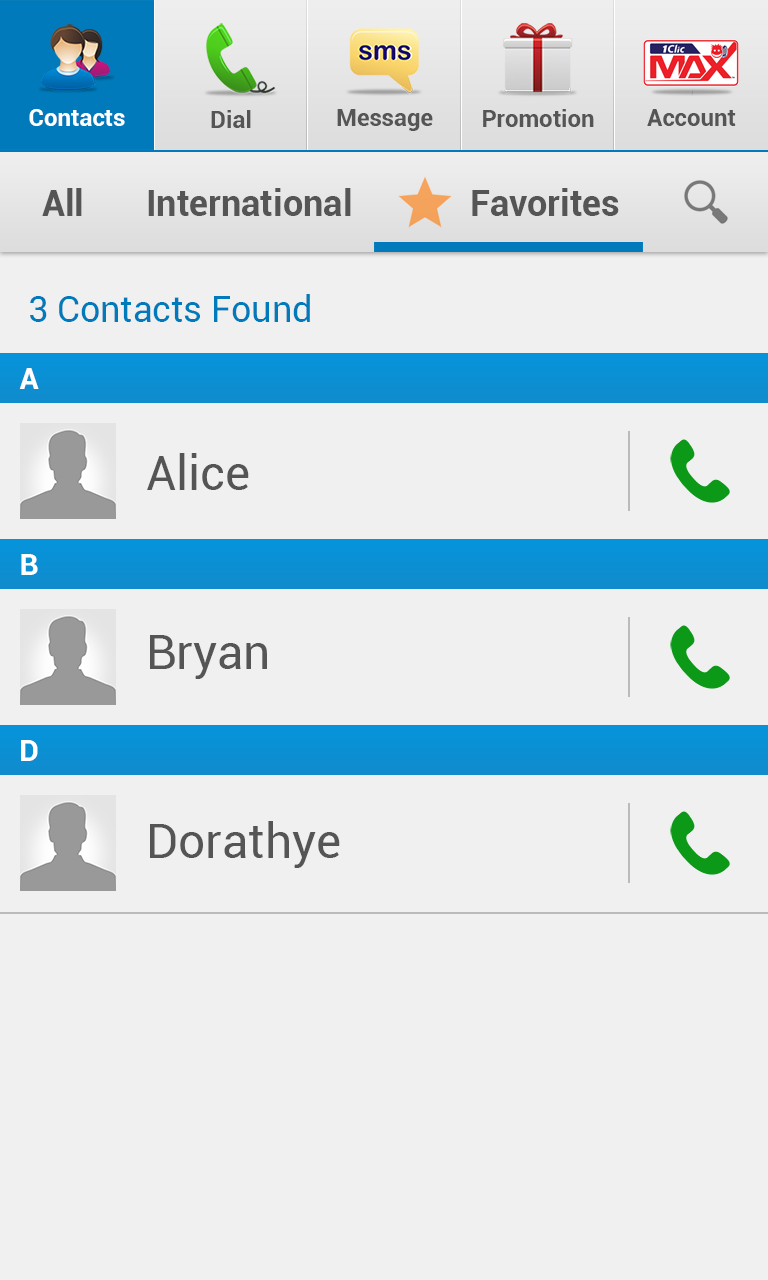 sms
1Clic
MAX
Contacts
Dial
Message
Promotion
Account
All
International
Favorites
3 Contacts Found
A
Alice
B
Bryan
D
Dorathye